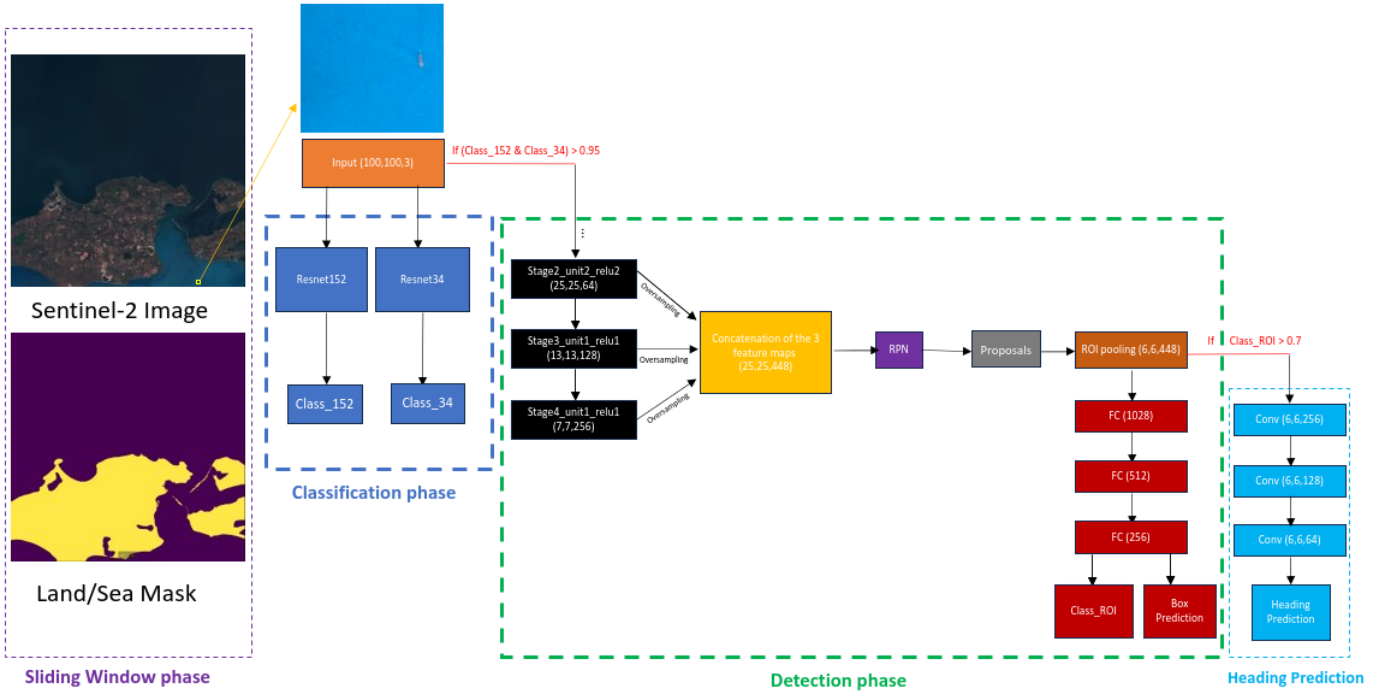 Sentinel-2 Image
Land/Sea Mask
Sliding Window phase
Input (100,100,3)
If (Class_152 & Class_34) > 0.95
Resnet152
Resnet34
Class_152
Class_34
Classification phase
...
Stage2_unit2_relu2
(25,25,64)
Stage3_unit1_relu1
(13,13,128)
Stage4_unit1_relu1
(7,7,256)
Oversampling
Oversampling
Oversampling
Concatenation of the 3
feature maps
(25,25,448)
RPN
Proposals
ROI pooling (6,6,448)
FC (1028)
FC (512)
FC (256)
Class_ROI
Box
Prediction
Detection phase
If Class_ROI > 0.7
Conv (6,6,256)
Conv (6,6,128)
Conv (6,6,64)
Heading
Prediction
Heading Prediction